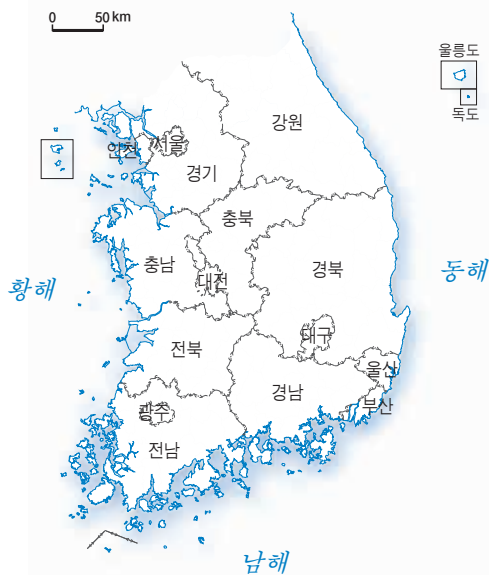 0 50 km
울릉도
독도
강원
인천
서울
경기
충북
충남
대전
경북
황해
동해
대구
전북
울산
경남
부산
광주
전남
남해